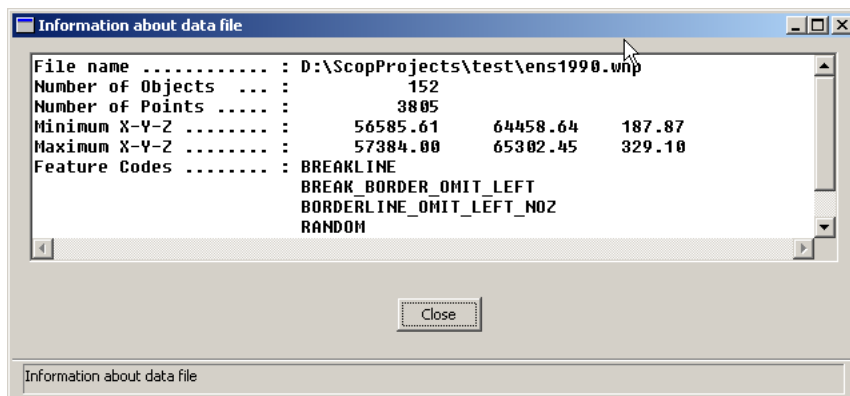 Information about data file
File name ............ : D:\ScopProjects\test\ens1990.wnp
Number of Objects  ... :          152
Number of Points ..... :         3805
Minimum X-Y-Z ........ :     56585.61     64458.64    187.87
Maximum X-Y-Z ........ :     57384.00     65302.45    329.10
Feature Codes ........ : BREAKLINE
BREAK_BORDER_OMIT_LEFT
BORDERLINE_OMIT_LEFT_NOZ
RANDOM
Close
Information about data file